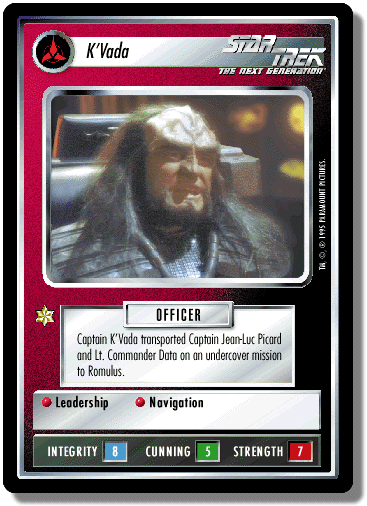 K'Vada
STAR TREK
THE NEXT GENERATION®
TM, © ® 1995 PARAMOUNT PICTURES.
OFFICER
Captain K'Vada transported Captain Jean-Luc Picard
and Lt. Commander Data on an undercover mission
to Romulus.
Leadership Navigation
INTEGRITY 8 CUNNING 5 STRENGTH 7